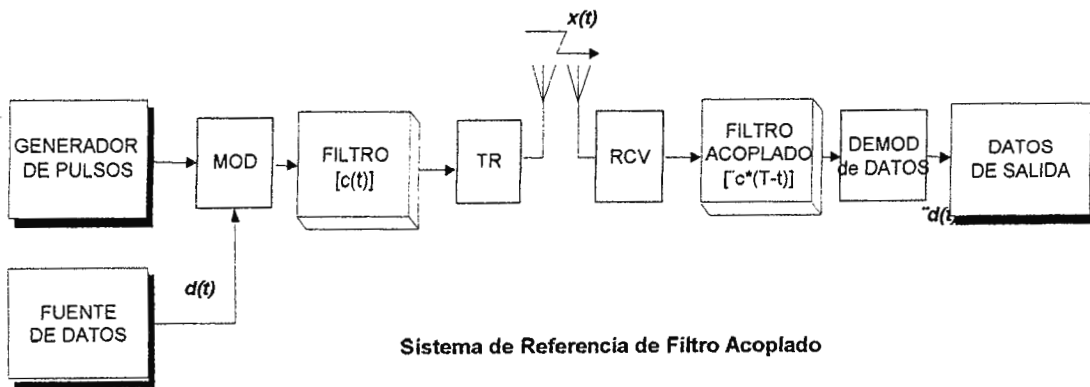 x(t)
GENERADOR
DE PULSOS
MOD
FILTRO
[c(t)]
TR
RCV
FILTRO
ACOPLADO
[¨c*(T-t)]
DEMOD
de DATOS
DATOS
DE SALIDA
¨d(t)
d(t)
FUENTE
DE DATOS
Sistema de Referencia de Filtro Acoplado